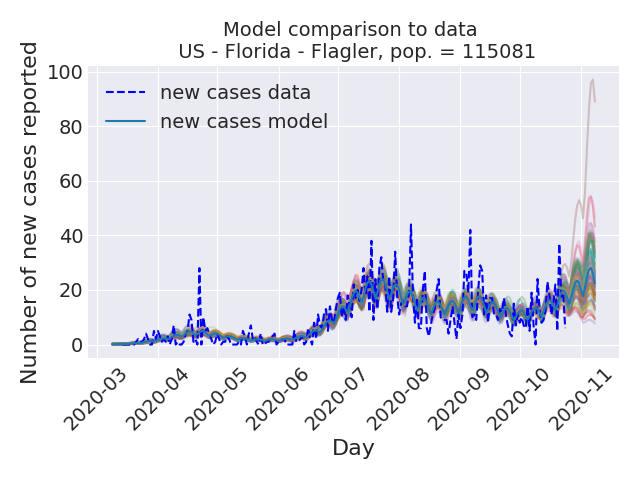 Model comparison to data
US - Florida - Flagler, pop. = 115081
Number of new cases reported
100
80
60
40
20
0
new cases data
new cases model
2020-03
2020-04
2020-05
2020-06
2020-07
2020-08
2020-09
2020-10
2020-11
Day